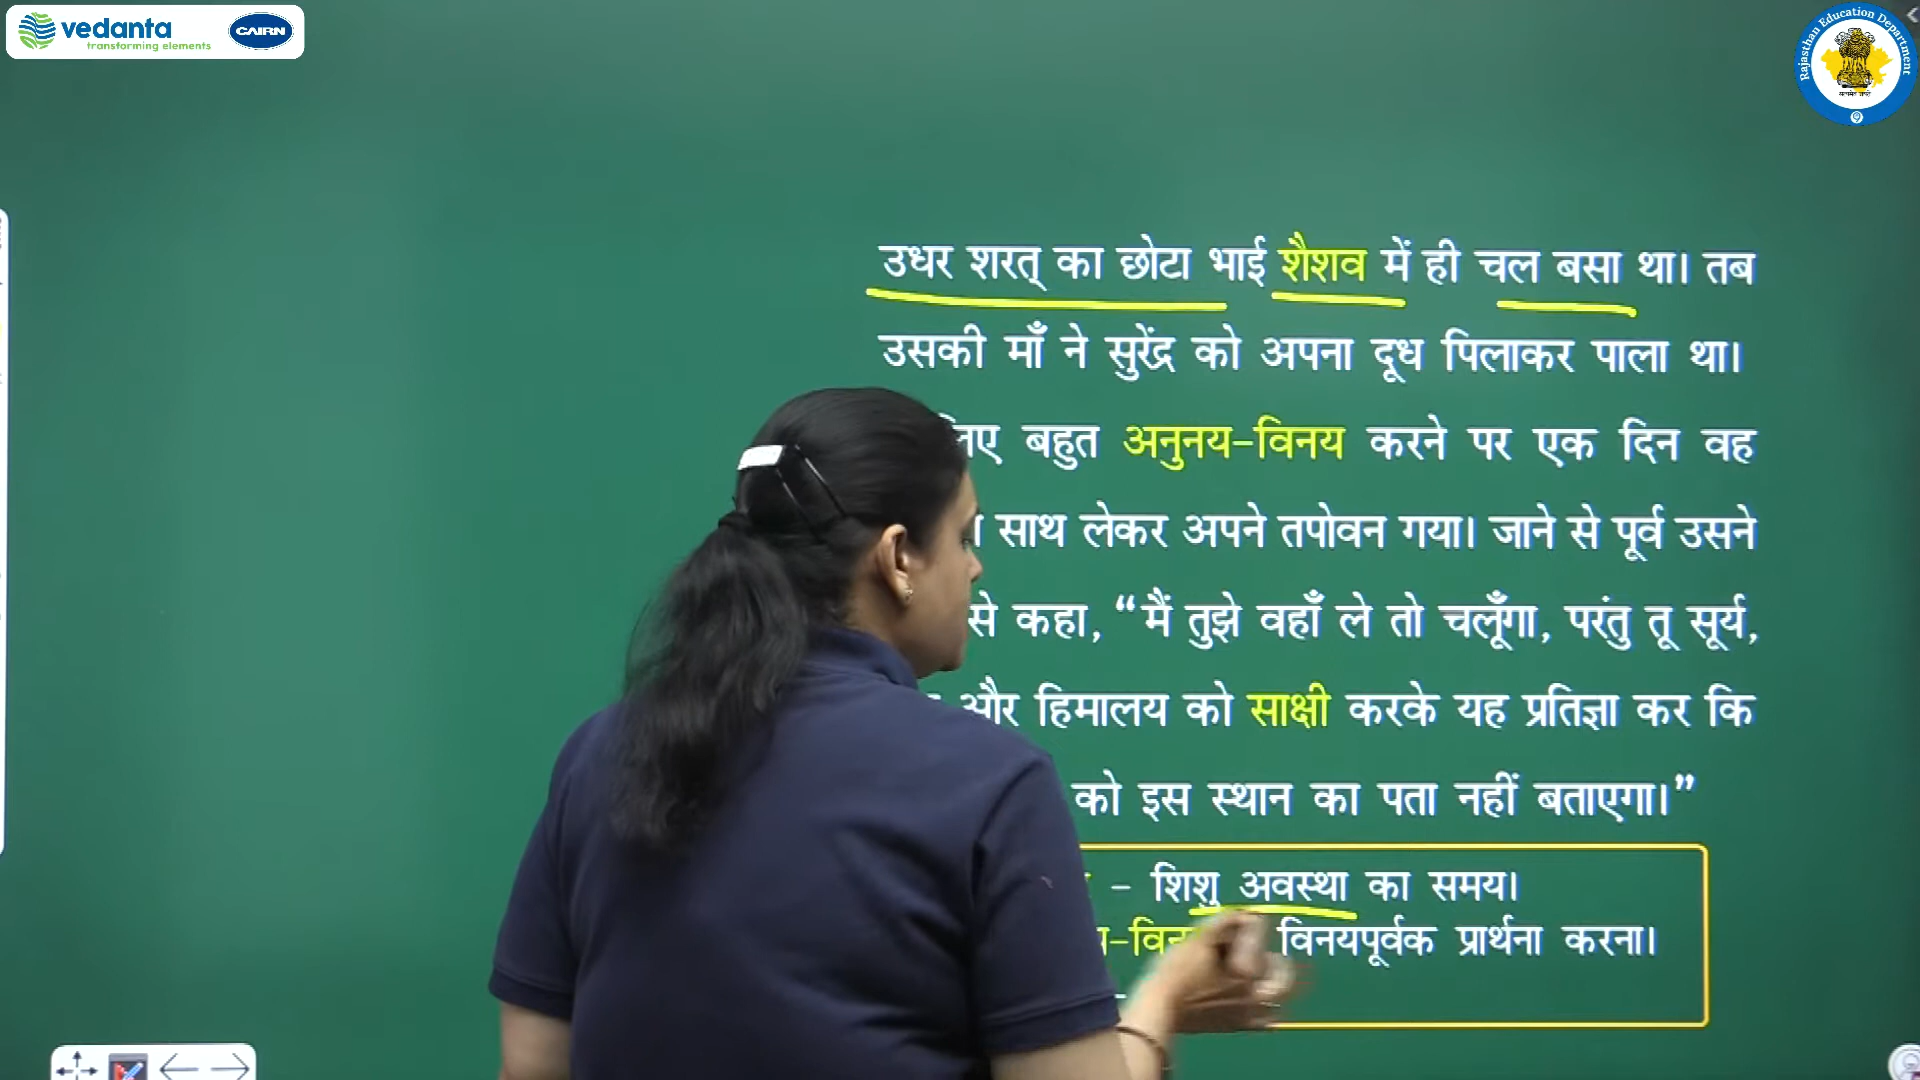 vedanta
transforming elements
CAIRN
Rajasthan Education Department
उधर शरत् का छोटा भाई शैशव में ही चल बसा था। तब
उसकी माँ ने सुरेंद्र को अपना दूध पिलाकर पाला था।
बहुत अनुनय-विनय करने पर एक दिन वह
साथ लेकर अपने तपोवन गया। जाने से पूर्व उसने
से कहा, “मैं तुझे वहाँ ले तो चलूँगा, परंतु तू सूर्य,
और हिमालय को साक्षी करके यह प्रतिज्ञा कर कि
को इस स्थान का पता नहीं बताएगा।”
– शिशु अवस्था का समय।
विनयपूर्वक प्रार्थना करना।